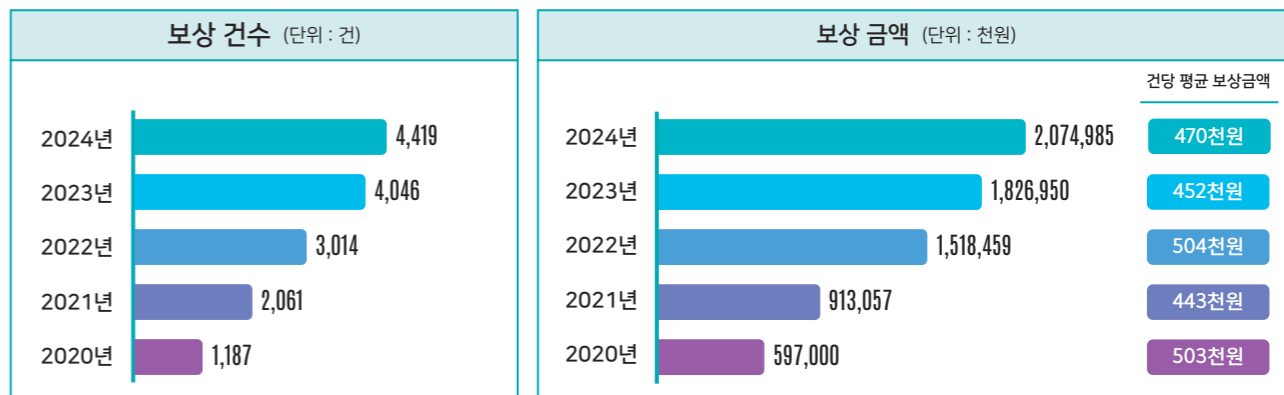 보상 건수 (단위 : 건)
2024년 4,419
2023년 4,046
2022년 3,014
2021년 2,061
2020년 1,187
보상 금액 (단위 : 천원)
건당 평균 보상금액
2024년 2,074,985 470천원
2023년 1,826,950 452천원
2022년 1,518,459 504천원
2021년 913,057 443천원
2020년 597,000 503천원